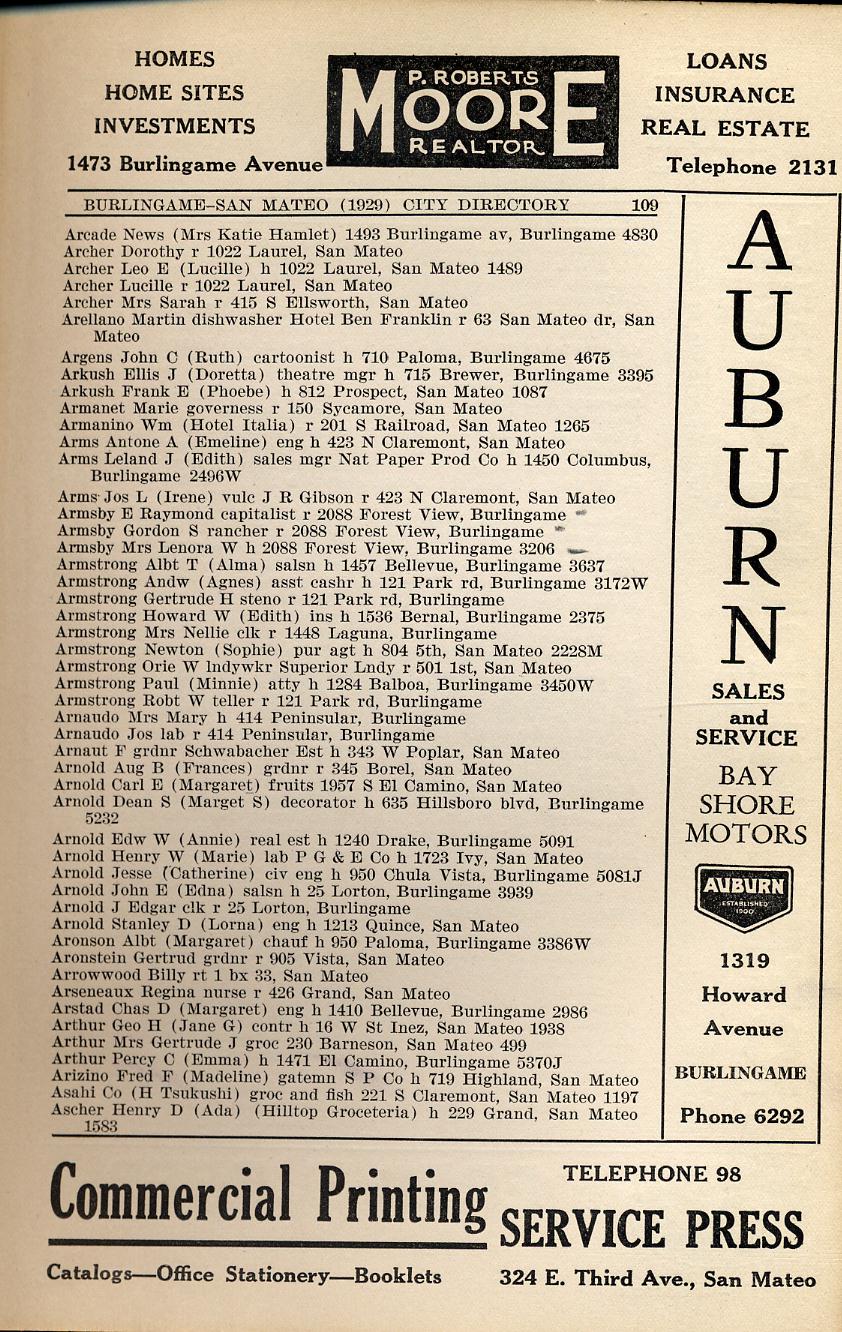 HOMES
HOME SITES
INVESTMENTS
1473 Burlingame Avenue
P. ROBERTS
MOORE
REALTOR
LOANS
INSURANCE
REAL ESTATE
Telephone 2131
BURLINGAME–SAN MATEO (1929) CITY DIRECTORY 109
Arcade News (Mrs Katie Hamlet) 1493 Burlingame av, Burlingame 4830
Archer Dorothy r 1022 Laurel, San Mateo
Archer Leo E (Lucille) h 1022 Laurel, San Mateo 1489
Archer Lucille r 1022 Laurel, San Mateo
Archer Mrs Sarah r 415 S Ellsworth, San Mateo
Arellano Martin dishwasher Hotel Ben Franklin r 63 San Mateo dr, San
Mateo
Argens John C (Ruth) cartoonist h 710 Paloma, Burlingame 4675
Arkush Ellis J (Doretta) theatre mgr h 715 Brewer, Burlingame 3395
Arkush Frank E (Phoebe) h 812 Prospect, San Mateo 1087
Armanet Marie governess r 150 Sycamore, San Mateo
Armanino Wm (Hotel Italia) r 201 S Railroad, San Mateo 1265
Arms Antone A (Emeline) eng h 423 N Claremont, San Mateo
Arms Leland J (Edith) sales mgr Nat Paper Prod Co h 1450 Columbus,
Burlingame 2496W
Arms Jos L (Irene) vulc J R Gibson r 423 N Claremont, San Mateo
Armsby E Raymond capitalist r 2088 Forest View, Burlingame
Armsby Gordon S rancher r 2088 Forest View, Burlingame
Armsby Mrs Lenora W h 2088 Forest View, Burlingame 3206
Armstrong Albt T (Alma) salsn h 1457 Bellevue, Burlingame 3637
Armstrong Andw (Agnes) asst cashr h 121 Park rd, Burlingame 3172W
Armstrong Gertrude H steno r 121 Park rd, Burlingame
Armstrong Howard W (Edith) ins h 1536 Bernal, Burlingame 2375
Armstrong Mrs Nellie clk r 1448 Laguna, Burlingame
Armstrong Newton (Sophie) pur agt h 804 5th, San Mateo 2228M
Armstrong Orie W lndywkr Superior Lndy r 501 1st, San Mateo
Armstrong Paul (Minnie) atty h 1284 Balboa, Burlingame 3450W
Armstrong Robt W teller r 121 Park rd, Burlingame
Arnaudo Mrs Mary h 414 Peninsular, Burlingame
Arnaudo Jos lab r 414 Peninsular, Burlingame
Arnaut F grdnr Schwabacher Est h 343 W Poplar, San Mateo
Arnold Aug B (Frances) grdnr r 345 Borel, San Mateo
Arnold Carl E (Margaret) fruits 1957 S El Camino, San Mateo
Arnold Dean S (Marget S) decorator h 635 Hillsboro blvd, Burlingame
5232
Arnold Edw W (Annie) real est h 1240 Drake, Burlingame 5091
Arnold Henry W (Marie) lab P G & E Co h 1723 Ivy, San Mateo
Arnold Jesse (Catherine) civ eng h 950 Chula Vista, Burlingame 5081J
Arnold John E (Edna) salsn h 25 Lorton, Burlingame 3939
Arnold J Edgar clk r 25 Lorton, Burlingame
Arnold Stanley D (Lorna) eng h 1213 Quince, San Mateo
Aronson Albt (Margaret) chauf h 950 Paloma, Burlingame 3386W
Aronstein Gertrud grdnr r 905 Vista, San Mateo
Arrowwood Billy rt 1 bx 33, San Mateo
Arseneaux Regina nurse r 426 Grand, San Mateo
Arstad Chas D (Margaret) eng h 1410 Bellevue, Burlingame 2986
Arthur Geo H (Jane G) contr h 16 W St Inez, San Mateo 1938
Arthur Mrs Gertrude J groc 230 Barneson, San Mateo 499
Arthur Percy C (Emma) h 1471 El Camino, Burlingame 5370J
Arizino Fred F (Madeline) gatemn S P Co h 719 Highland, San Mateo
Asahi Co (H Tsukushi) groc and fish 221 S Claremont, San Mateo 1197
Ascher Henry D (Ada) (Hilltop Groceteria) h 229 Grand, San Mateo
1583
AUBURN
SALES
and
SERVICE
BAY
SHORE
MOTORS
AUBURN
ESTABLISHED
1900
1319
Howard
Avenue
BURLINGAME
Phone 6292
Commercial Printing
Catalogs—Office Stationery—Booklets
TELEPHONE 98
SERVICE PRESS
324 E. Third Ave., San Mateo